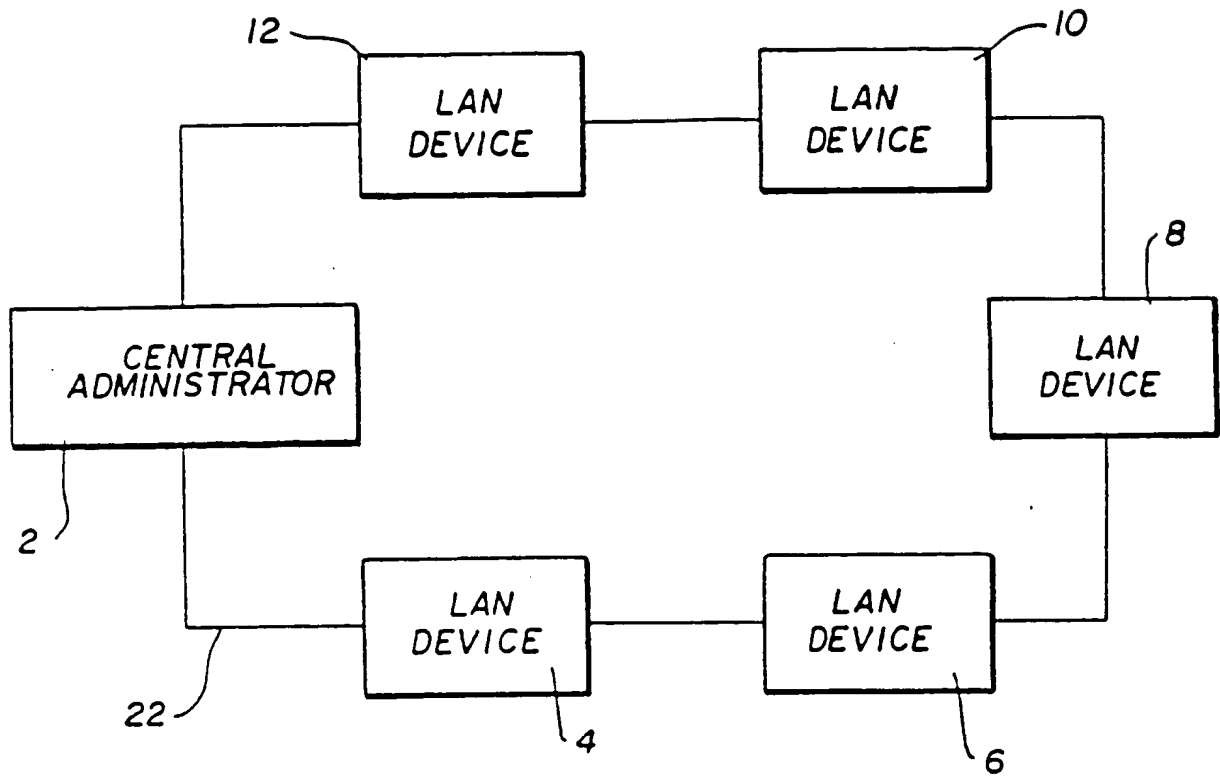 12
10
LAN
DEVICE
LAN
DEVICE
8
CENTRAL
ADMINISTRATOR
LAN
DEVICE
2
LAN
DEVICE
LAN
DEVICE
22
4
6